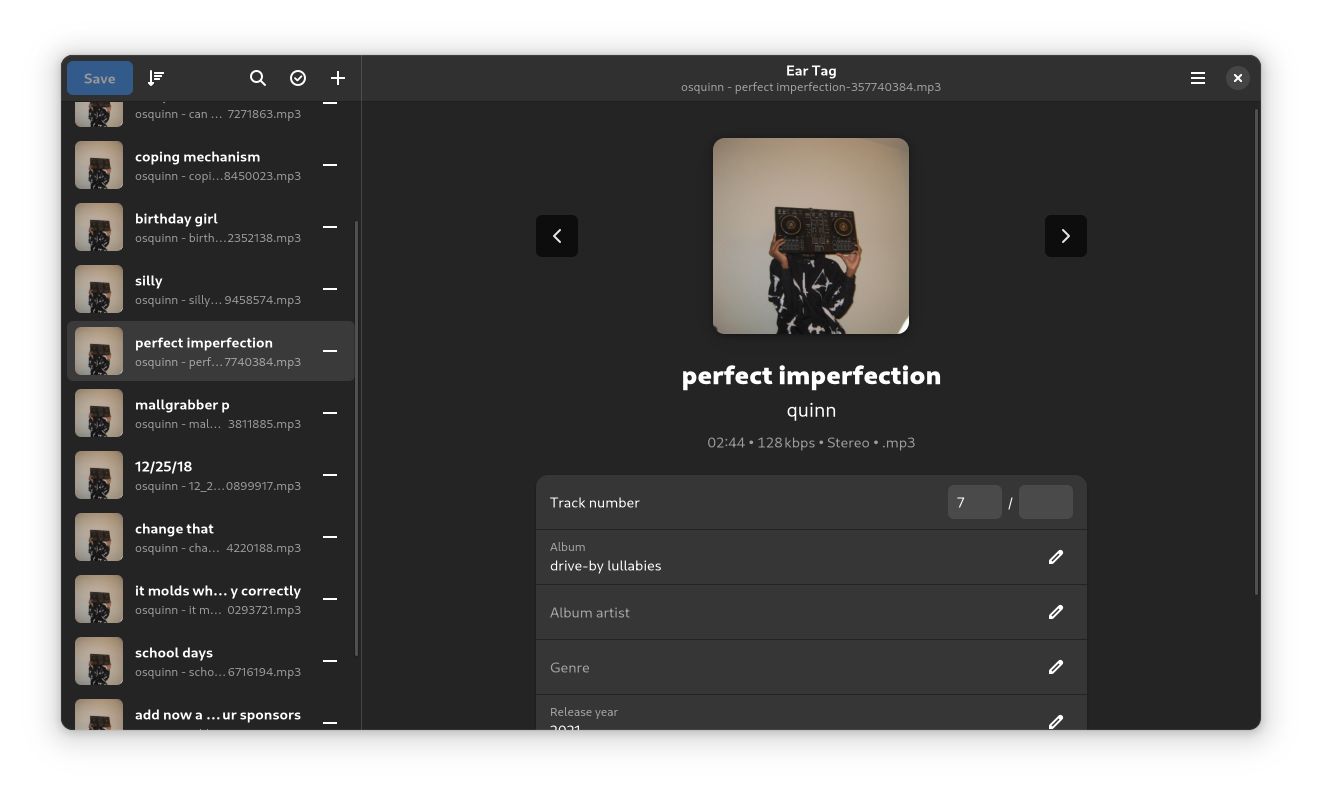 Save
Ear Tag
osquinn - perfect imperfection-357740384.mp3
osquinn - can … 7271863.mp3
coping mechanism
osquinn - copi…8450023.mp3
birthday girl
osquinn - birth…2352138.mp3
silly
osquinn - silly…9458574.mp3
perfect imperfection
osquinn - perf…7740384.mp3
mallgrabber p
osquinn - mal… 3811885.mp3
12/25/18
osquinn - 12_2…0899917.mp3
change that
osquinn - cha… 4220188.mp3
it molds wh…y correctly
osquinn - it m… 0293721.mp3
school days
osquinn - scho…6716194.mp3
add now a …ur sponsors
perfect imperfection
quinn
02:44 • 128 kbps • Stereo • .mp3
Track number 7 /
Album
drive-by lullabies
Album artist
Genre
Release year
2021